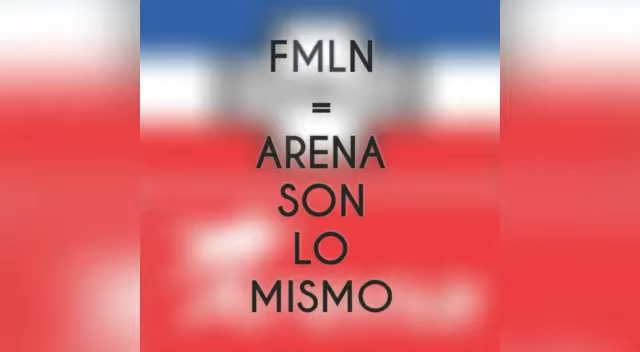 FMLN
=
ARENA
SON
LO
MISMO